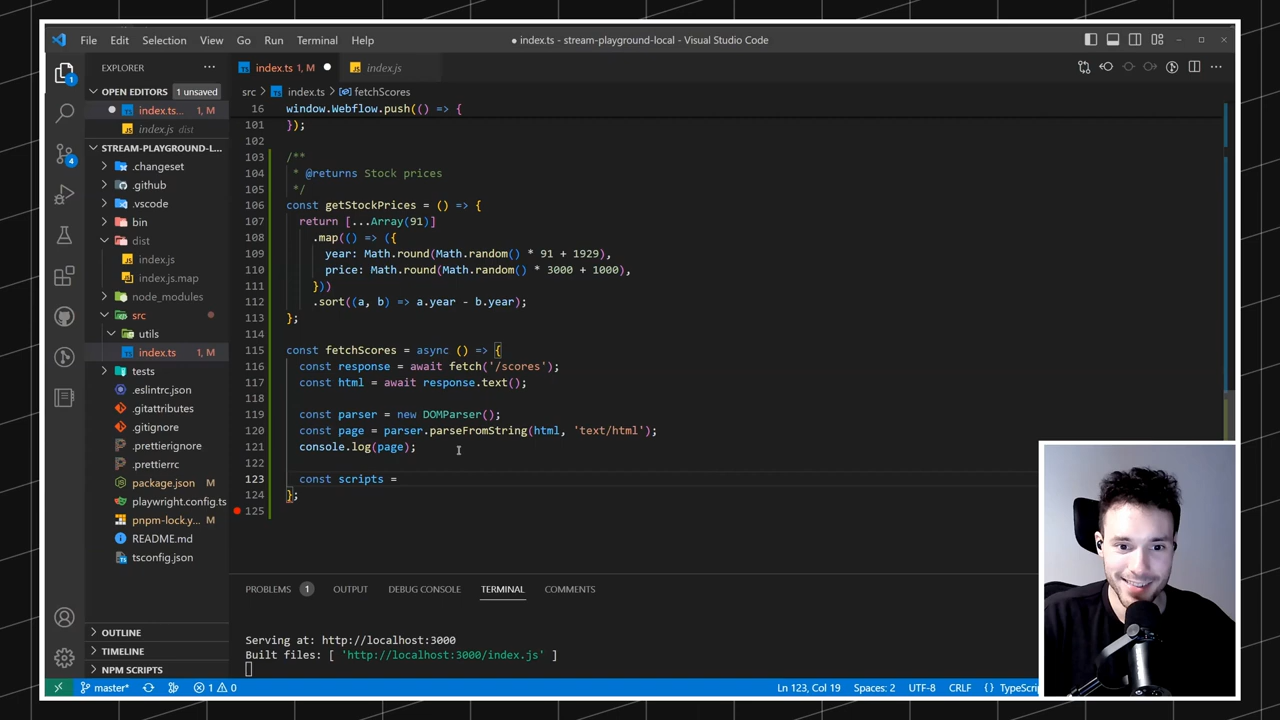 File Edit Selection View Go Run Terminal Help
index.ts - stream-playground-local - Visual Studio Code
EXPLORER
index.ts 1, M
index.js
OPEN EDITORS 1 unsaved
index.ts... 1, M
index.js dist
STREAM-PLAYGROUND-L...
.changeset
.github
.vscode
bin
dist
index.js
index.js.map
node_modules
src
utils
index.ts 1, M
tests
.eslintrc.json
.gitattributes
.gitignore
.prettierignore
.prettierrc
package.json M
playwright.config.ts
pnpm-lock.y... M
README.md
tsconfig.json
OUTLINE
TIMELINE
NPM SCRIPTS
1
4
src > index.ts > fetchScores
16 window.Webflow.push(() => {
101 });
102
103 /**
104 * @returns Stock prices
105 */
106 const getStockPrices = () => {
107 return [...Array(91)]
108 .map(() => ({
109 year: Math.round(Math.random() * 91 + 1929),
110 price: Math.round(Math.random() * 3000 + 1000),
111 }))
112 .sort((a, b) => a.year - b.year);
113 };
114
115 const fetchScores = async () => {
116 const response = await fetch('/scores');
117 const html = await response.text();
118
119 const parser = new DOMParser();
120 const page = parser.parseFromString(html, 'text/html');
121 console.log(page);
122
123 const scripts =
124 };
125
PROBLEMS 1 OUTPUT DEBUG CONSOLE TERMINAL COMMENTS
Serving at: http://localhost:3000
Built files: [ 'http://localhost:3000/index.js' ]
master* 1 0
Ln 123, Col 19 Spaces: 2 UTF-8 CRLF {} TypeScri